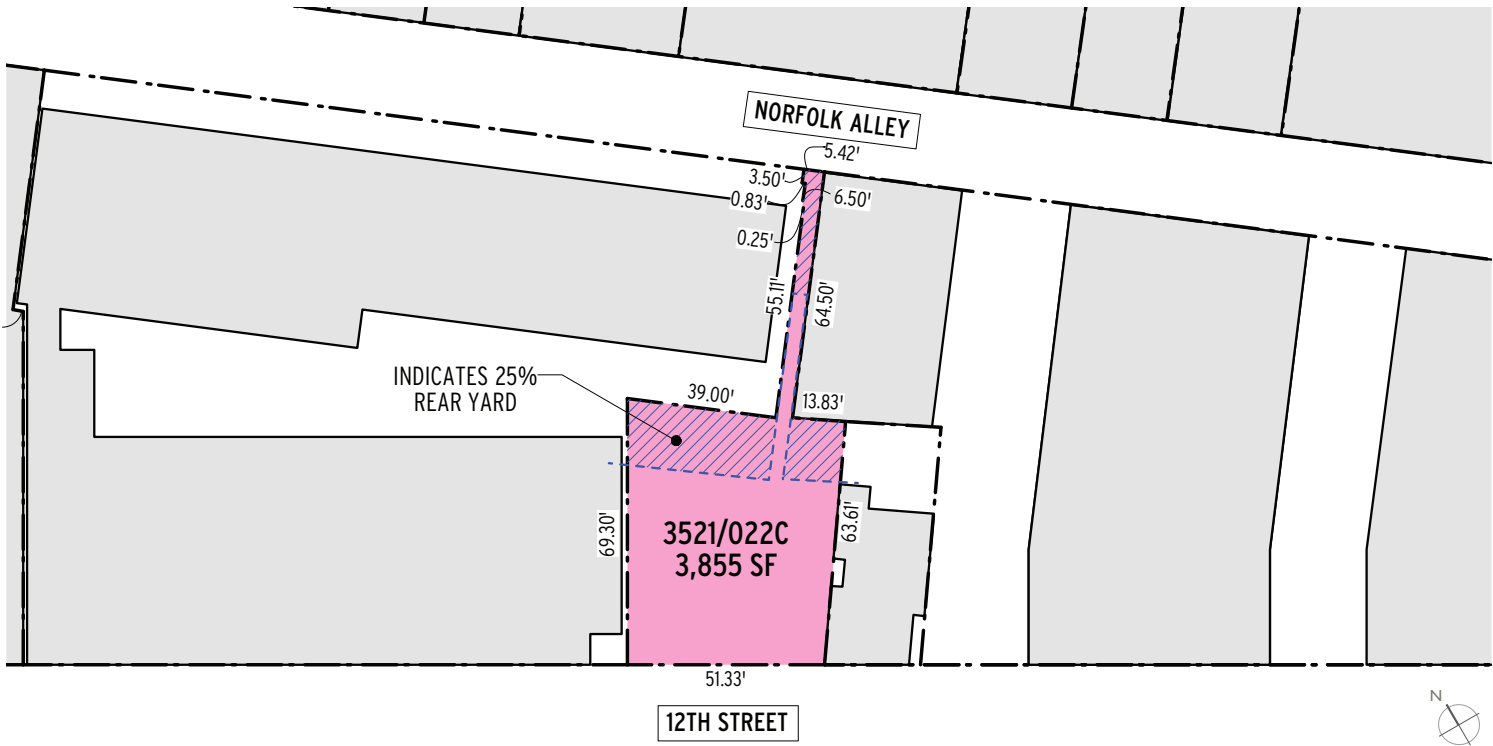 NORFOLK ALLEY
5.42'
3.50'
0.83'
6.50'
0.25'
55.11'
64.50'
INDICATES 25%
REAR YARD
39.00'
13.83'
69.30'
3521/022C
3,855 SF
63.61'
51.33'
12TH STREET
N